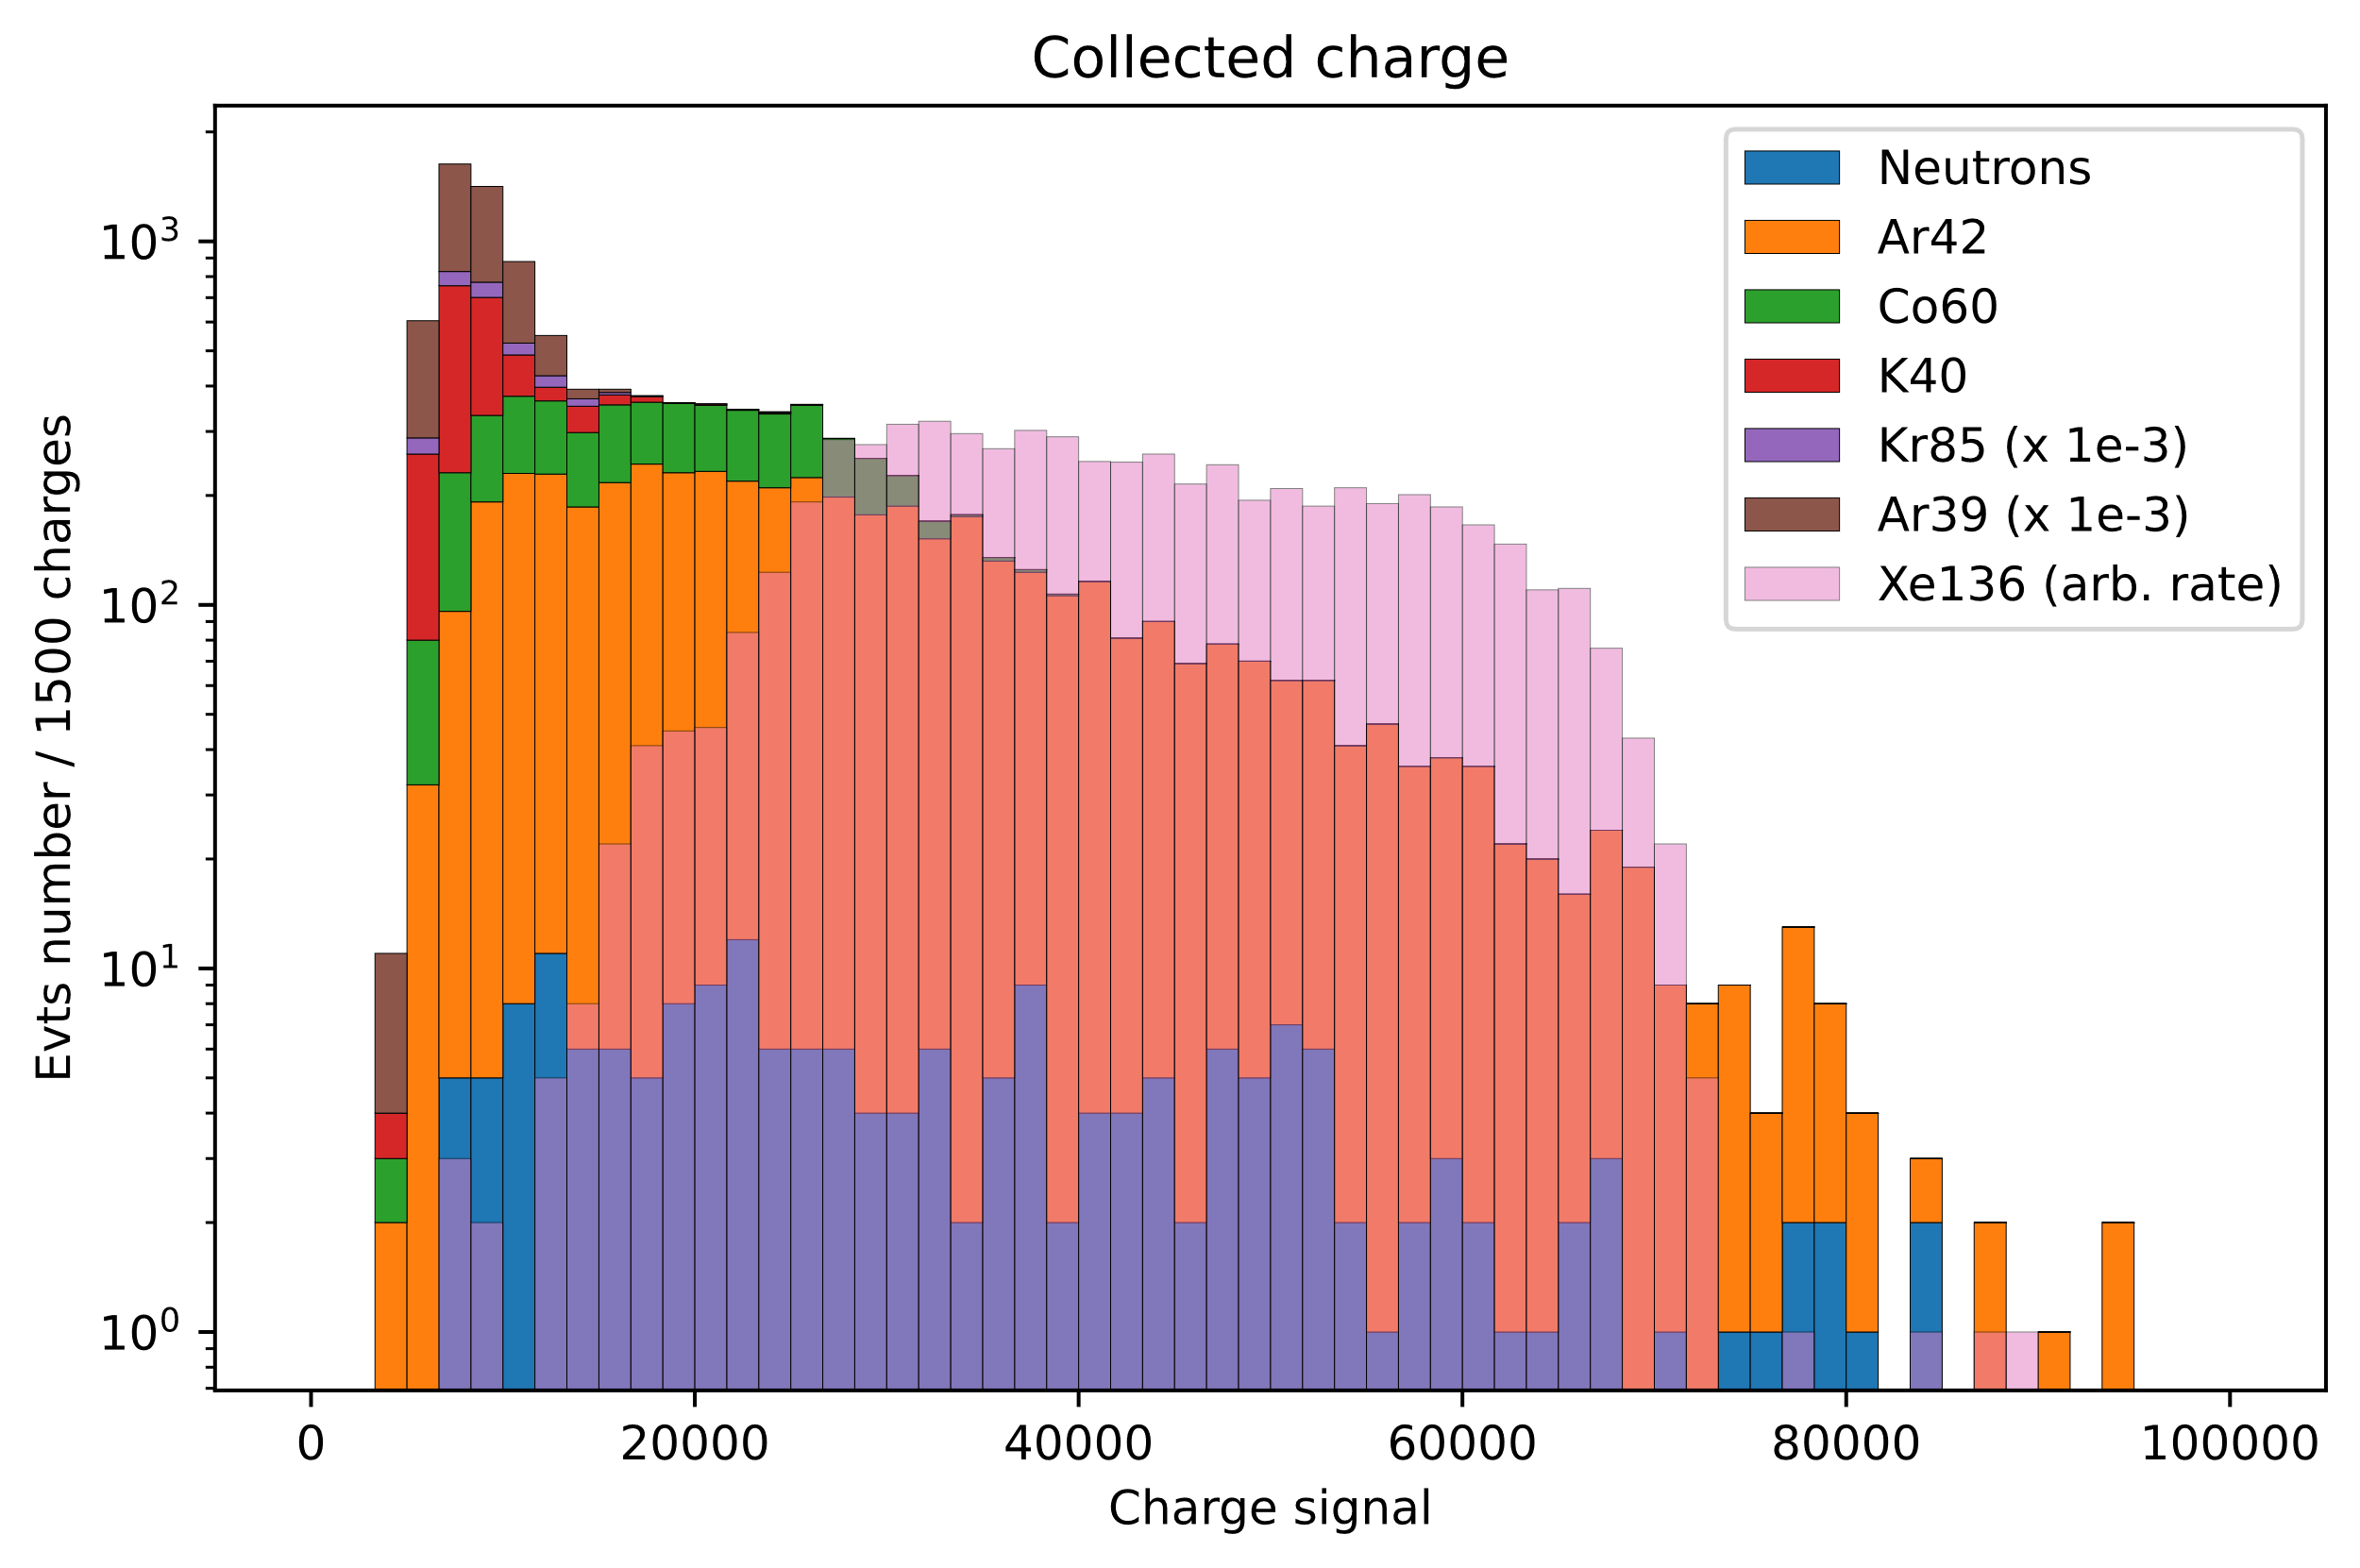 Collected charge
Evts number / 1500 charges
10³
10²
10¹
10⁰
Neutrons
Ar42
Co60
K40
Kr85 (x 1e-3)
Ar39 (x 1e-3)
Xe136 (arb. rate)
0 20000 40000 60000 80000 100000
Charge signal